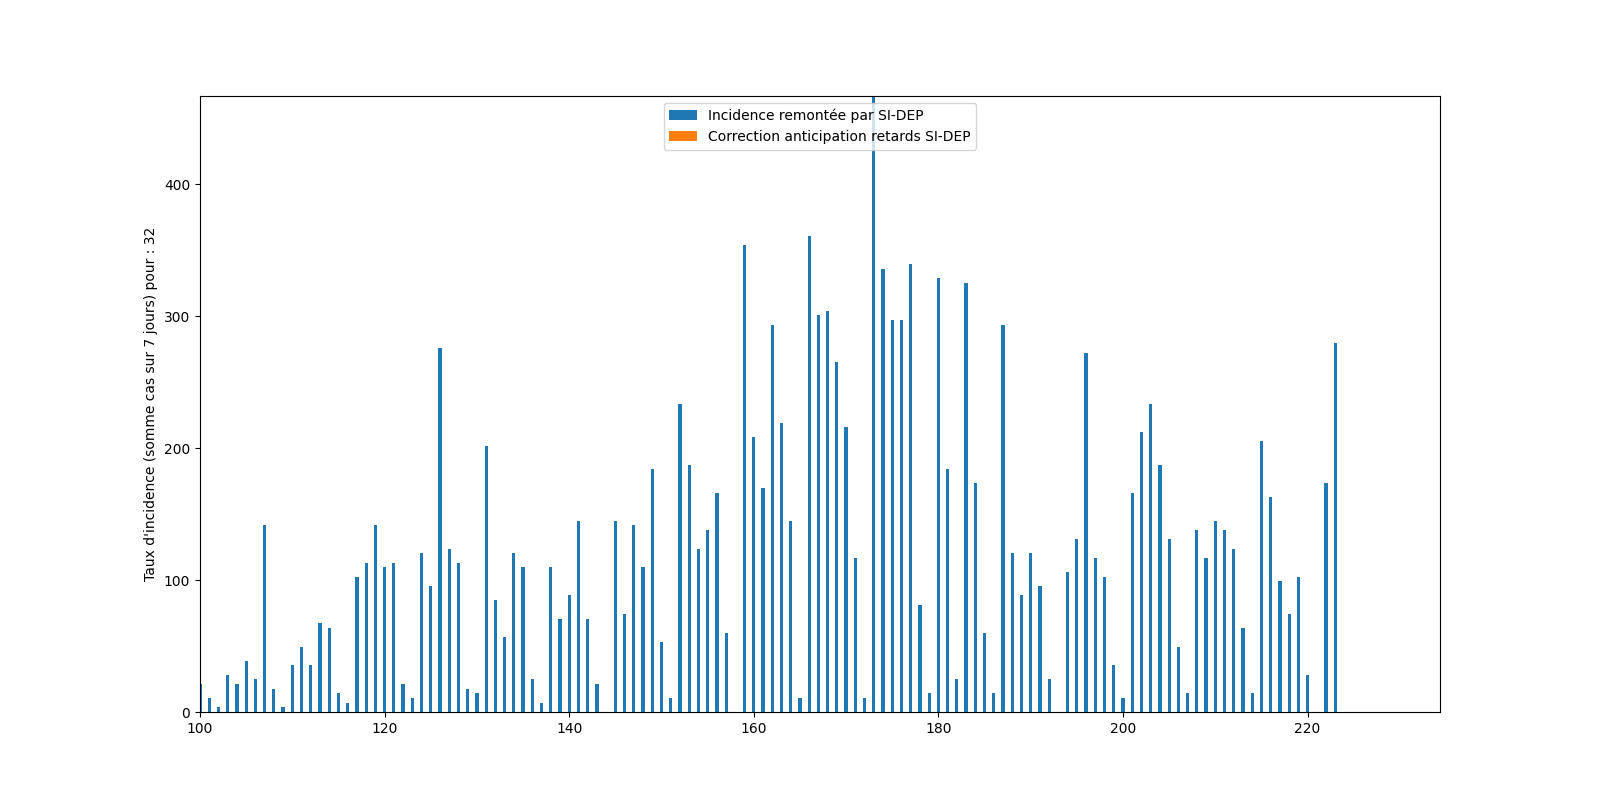 Incidence remontée par SI-DEP
Correction anticipation retards SI-DEP
Taux d'incidence (somme cas sur 7 jours) pour : 32
400
300
200
100
0
100 120 140 160 180 200 220